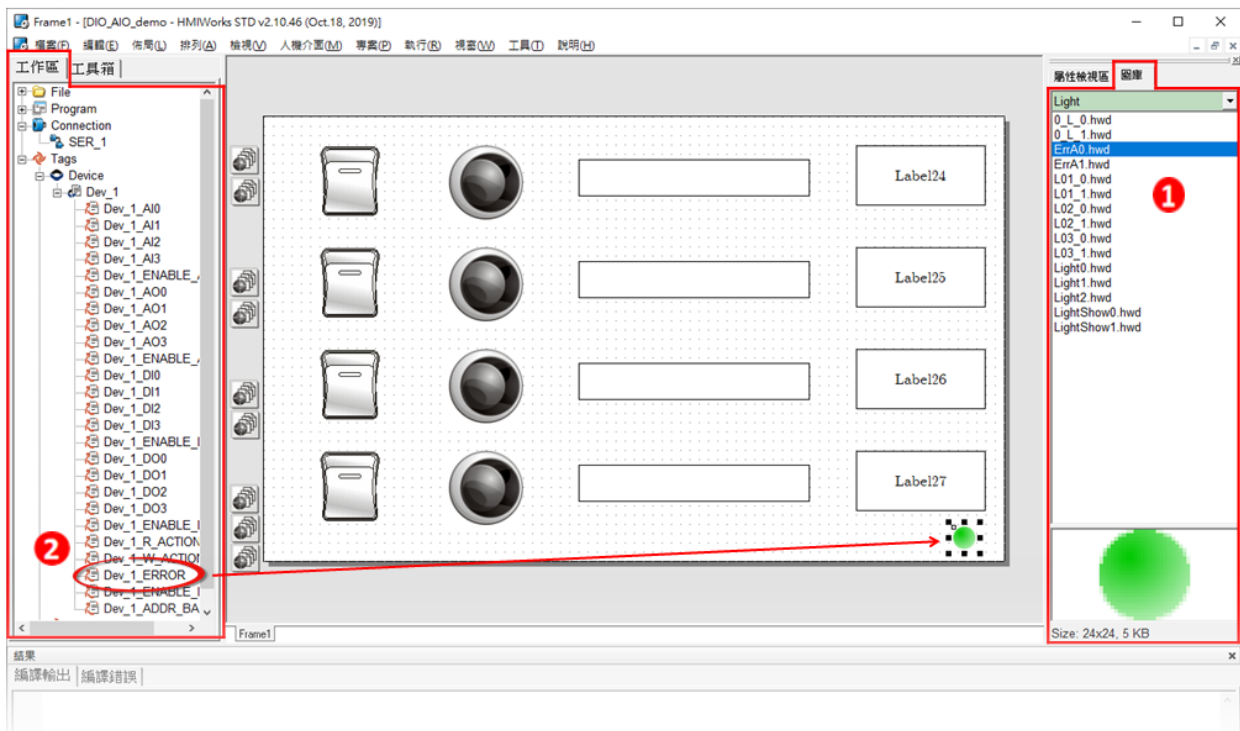 Frame1 - [DIO_AIO_demo - HMIWorks STD v2.10.46 (Oct.18, 2019)]
檔案(F) 編輯(E) 佈局(L) 排列(A) 檢視(V) 人機介面(M) 專案(P) 執行(R) 視窗(W) 工具(T) 說明(H)
工作區 工具箱
File
Program
Connection
SER_1
Tags
Device
Dev_1
Dev_1_AI0
Dev_1_AI1
Dev_1_AI2
Dev_1_AI3
Dev_1_ENABLE_
Dev_1_AO0
Dev_1_AO1
Dev_1_AO2
Dev_1_AO3
Dev_1_ENABLE_
Dev_1_DI0
Dev_1_DI1
Dev_1_DI2
Dev_1_DI3
Dev_1_ENABLE_I
Dev_1_DO0
Dev_1_DO1
Dev_1_DO2
Dev_1_DO3
Dev_1_ENABLE_I
Dev_1_R_ACTION
Dev_1_W_ACTION
2
Dev_1_ERROR
Dev_1_ENABLE_I
Dev_1_ADDR_BA
Label24
Label25
Label26
Label27
Frame1
屬性檢視區 圖庫
Light
0_L_0.hwd
0_L_1.hwd
ErrA0.hwd
ErrA1.hwd
L01_0.hwd
L01_1.hwd
1
L02_0.hwd
L02_1.hwd
L03_0.hwd
L03_1.hwd
Light0.hwd
Light1.hwd
Light2.hwd
LightShow0.hwd
LightShow1.hwd
Size: 24x24, 5 KB
結果
編譯輸出 編譯錯誤